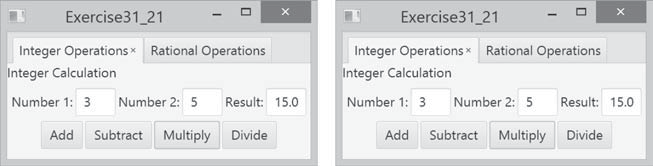 Exercise31_21
Integer Operations× Rational Operations
Integer Calculation
Number 1: 3 Number 2: 5 Result: 15.0
Add Subtract Multiply Divide
Exercise31_21
Integer Operations× Rational Operations
Integer Calculation
Number 1: 3 Number 2: 5 Result: 15.0
Add Subtract Multiply Divide